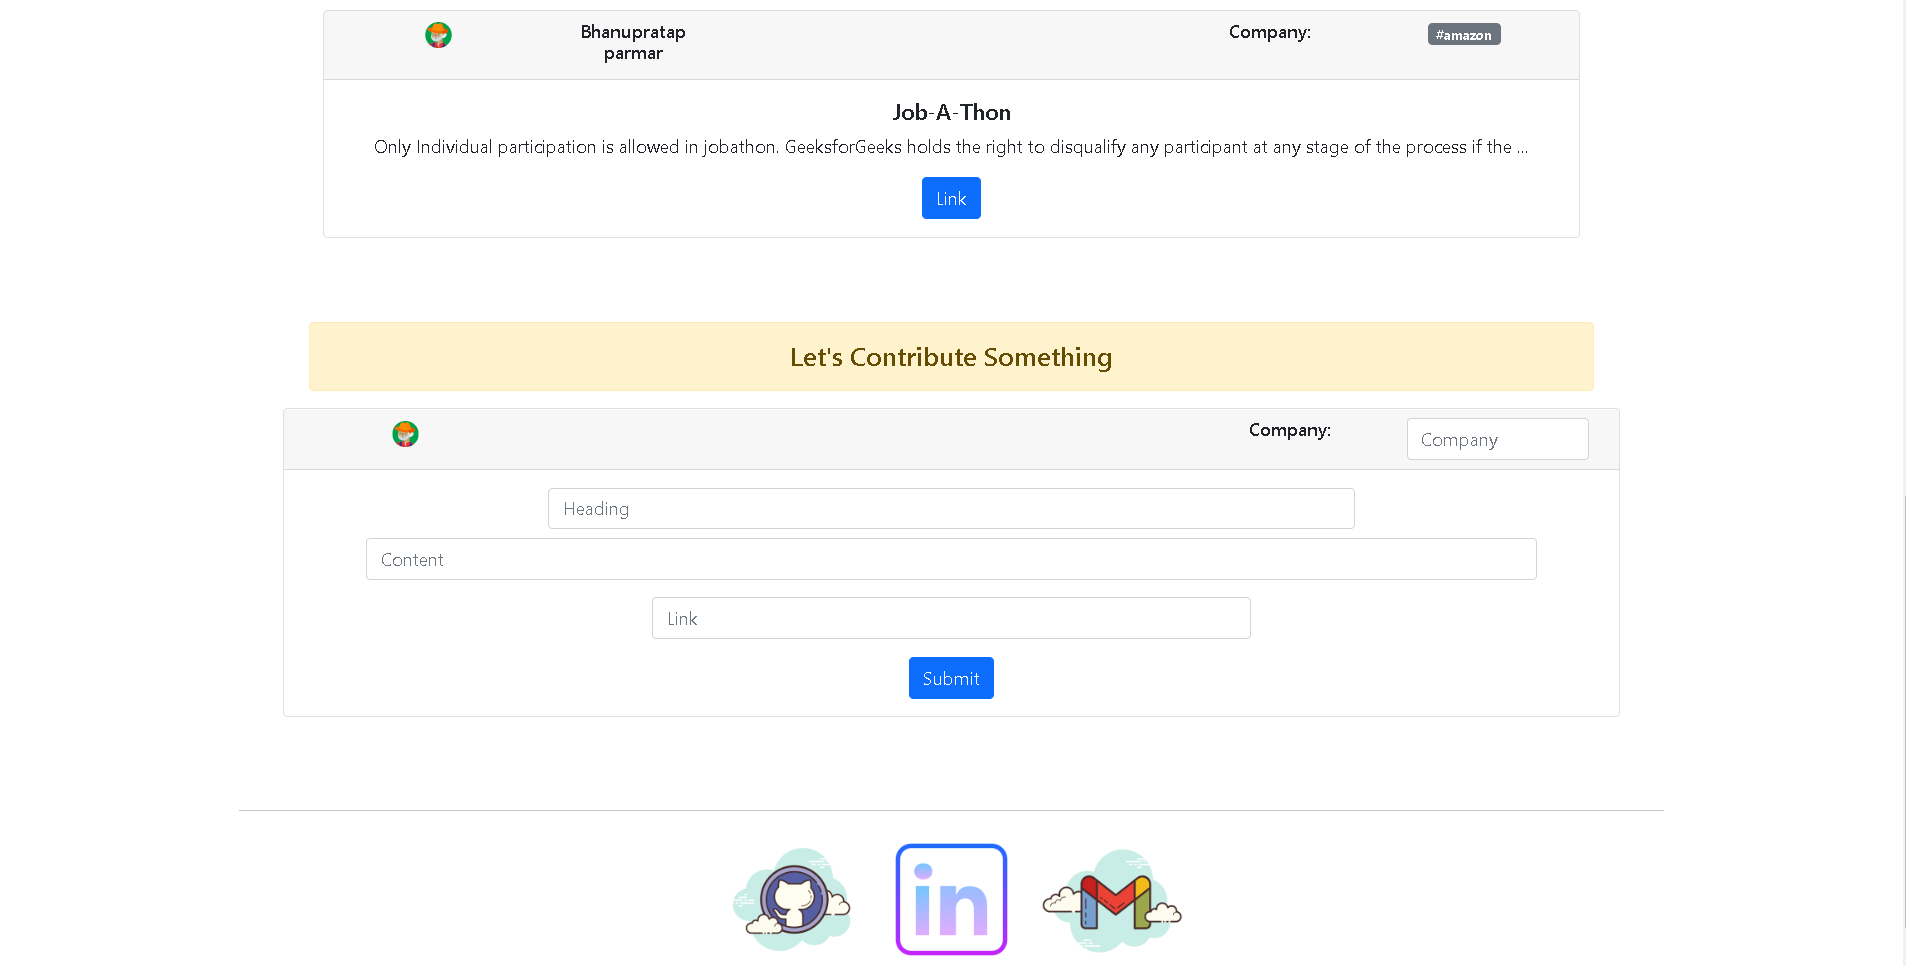 Bhanupratap
parmar
Company:
#amazon
Job-A-Thon
Only Individual participation is allowed in jobathon. GeeksforGeeks holds the right to disqualify any participant at any stage of the process if the ...
Link
Let's Contribute Something
Company:
Company
Heading
Content
Link
Submit
in